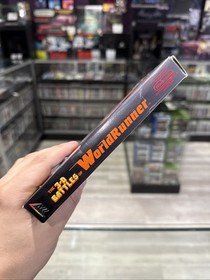 THE 3-D BATTLES OF WorldRunner